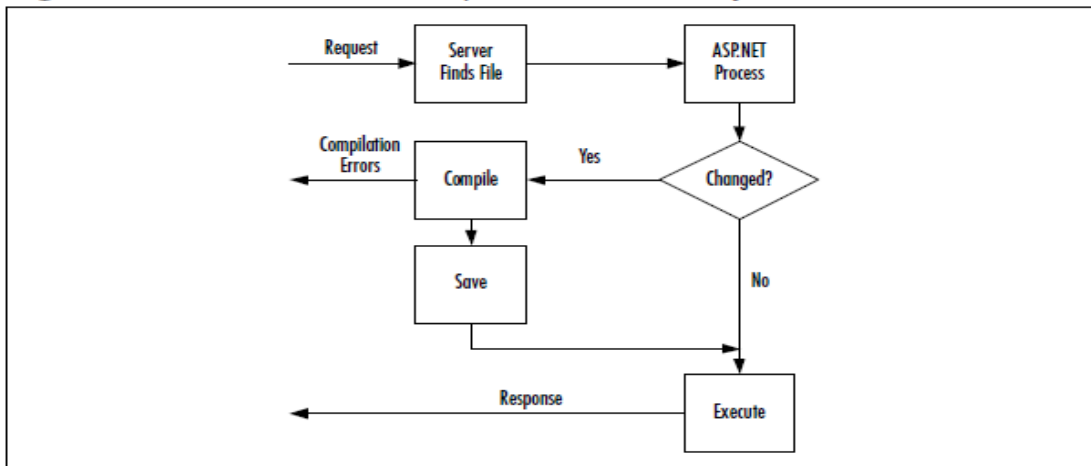 Request
Server
Finds File
ASP.NET
Process
Compilation
Errors
Compile
Yes
Changed?
Save
No
Response
Execute